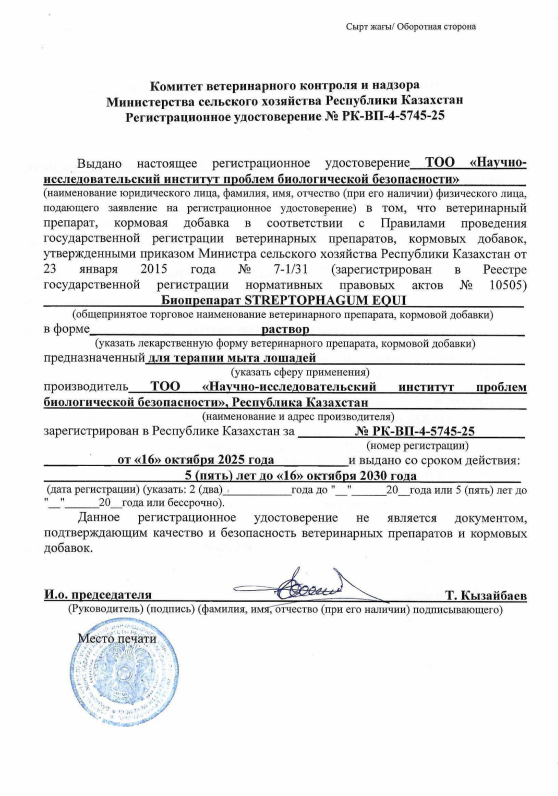 Сырт жағы/ Оборотная сторона
Комитет ветеринарного контроля и надзора
Министерства сельского хозяйства Республики Казахстан
Регистрационное удостоверение № РК-ВП-4-5745-25
Выдано настоящее регистрационное удостоверение ТОО «Научно-
исследовательский институт проблем биологической безопасности»
(наименование юридического лица, фамилия, имя, отчество (при его наличии) физического лица,
подающего заявление на регистрационное удостоверение) в том, что ветеринарный
препарат, кормовая добавка в соответствии с Правилами проведения
государственной регистрации ветеринарных препаратов, кормовых добавок,
утвержденными приказом Министра сельского хозяйства Республики Казахстан от
23 января 2015 года № 7-1/31 (зарегистрирован в Реестре
государственной регистрации нормативных правовых актов № 10505)
Биопрепарат STREPTOPHAGUM EQUI
(общепринятое торговое наименование ветеринарного препарата, кормовой добавки)
в форме раствор
(указать лекарственную форму ветеринарного препарата, кормовой добавки)
предназначенный для терапии мыта лошадей
(указать сферу применения)
производитель ТОО «Научно-исследовательский институт проблем
биологической безопасности», Республика Казахстан
(наименование и адрес производителя)
зарегистрирован в Республике Казахстан за № РК-ВП-4-5745-25
(номер регистрации)
от «16» октября 2025 года и выдано со сроком действия:
5 (пять) лет до «16» октября 2030 года
(дата регистрации) (указать: 2 (два) ___________года до "__"______20__года или 5 (пять) лет до
"__"______20__года или бессрочно).
Данное регистрационное удостоверение не является документом,
подтверждающим качество и безопасность ветеринарных препаратов и кормовых
добавок.
И.о. председателя Т. Кызайбаев
(Руководитель) (подпись) (фамилия, имя, отчество (при его наличии) подписывающего)
Место печати